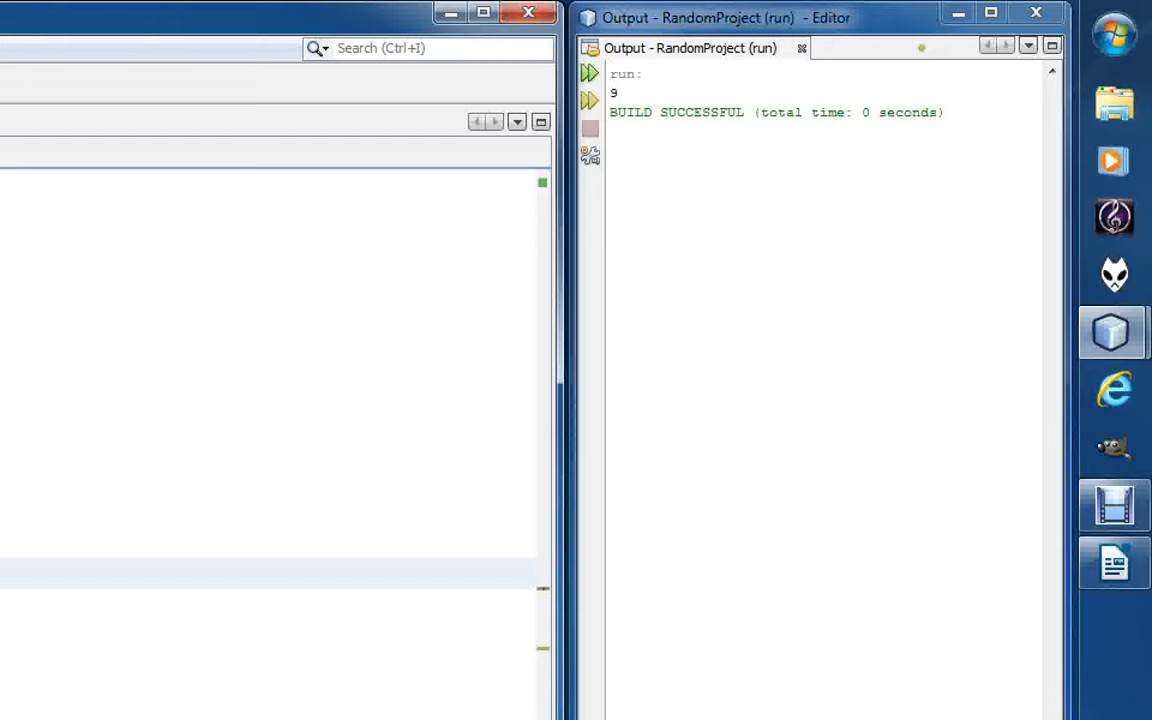 Output - RandomProject (run) - Editor
Search (Ctrl+I)
Output - RandomProject (run)
run:
9
BUILD SUCCESSFUL (total time: 0 seconds)